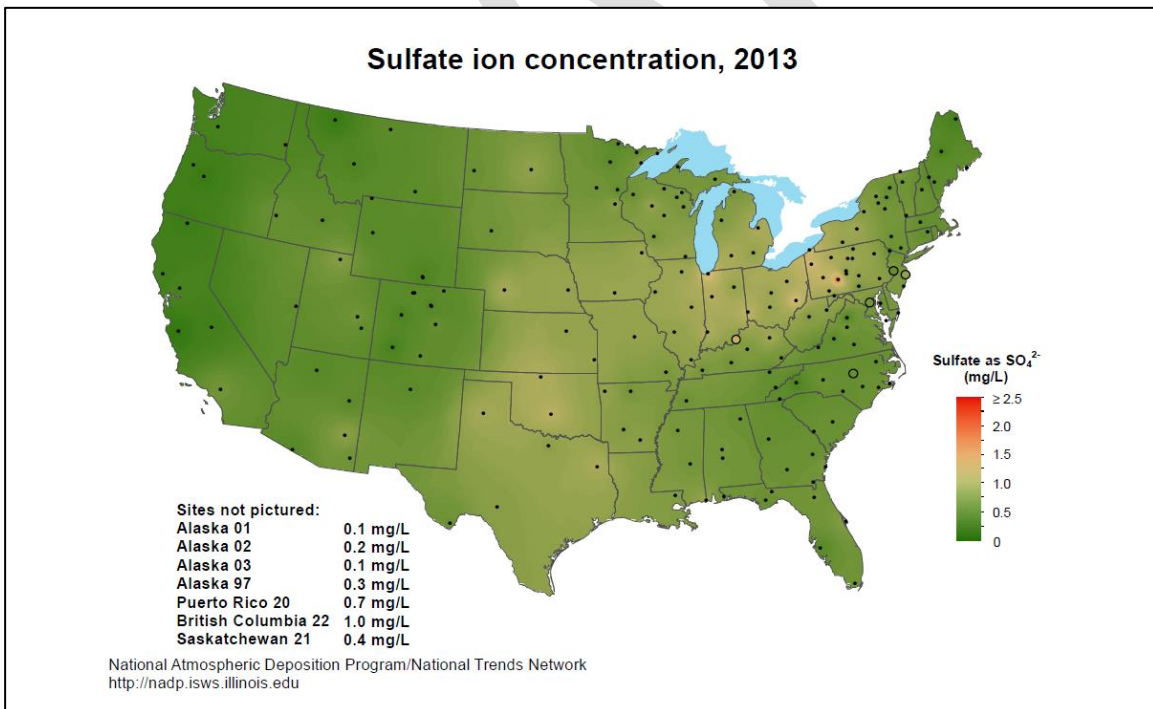 Sulfate ion concentration, 2013
Sulfate as SO₄²⁻
(mg/L)
≥ 2.5
2.0
1.5
1.0
0.5
0
Sites not pictured:
Alaska 01 0.1 mg/L
Alaska 02 0.2 mg/L
Alaska 03 0.1 mg/L
Alaska 97 0.3 mg/L
Puerto Rico 20 0.7 mg/L
British Columbia 22 1.0 mg/L
Saskatchewan 21 0.4 mg/L
National Atmospheric Deposition Program/National Trends Network
http://nadp.isws.illinois.edu